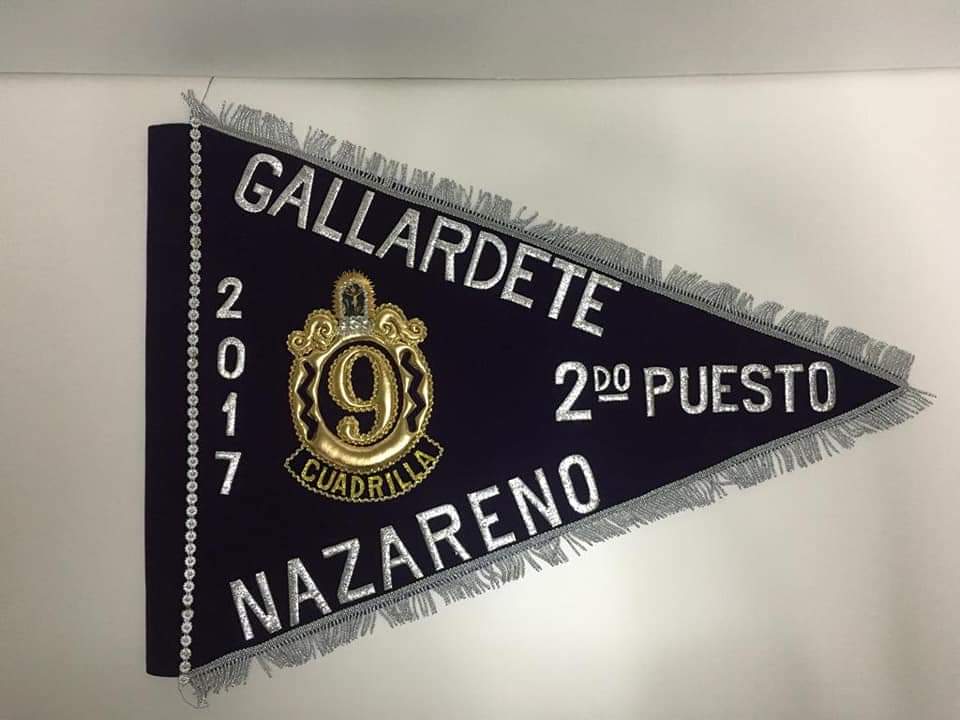 GALLARDETE
2017
9
CUADRILLA
2DO PUESTO
NAZARENO